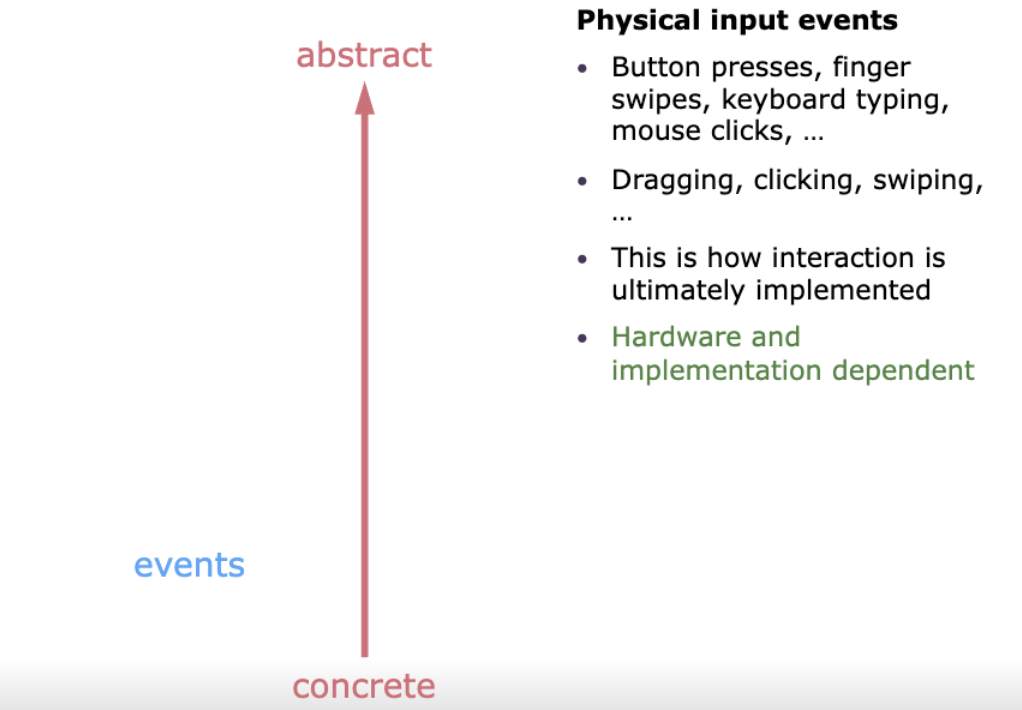 abstract
events
concrete
Physical input events
• Button presses, finger
swipes, keyboard typing,
mouse clicks, …
• Dragging, clicking, swiping,
…
• This is how interaction is
ultimately implemented
• Hardware and
implementation dependent